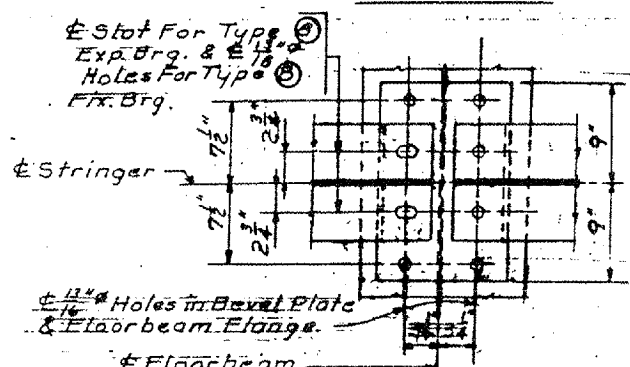 ℄ Slot For Type Ⓑ
Exp. Brg. & ℄ 13/16"ø
Holes For Type Ⓑ
Fix. Brg.
7 1/2"
2 3/4"
9"
℄ Stringer
7 1/2"
2 3/4"
9"
℄ 13/16"ø Holes in Bevel Plate
& Floorbeam Flange
℄ Floorbeam